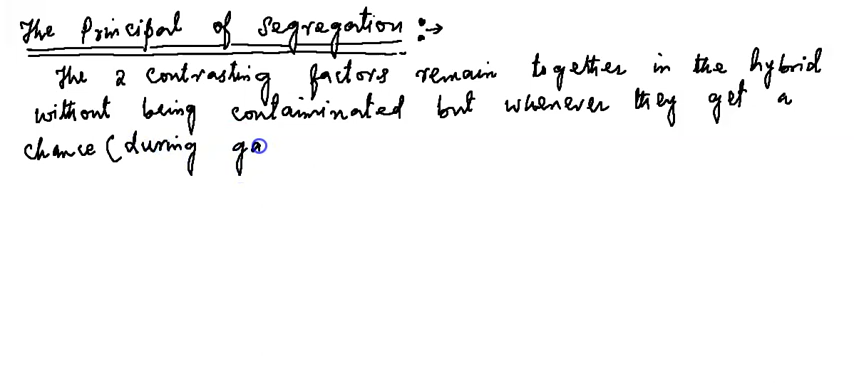 The Principal of Segregation :→
The 2 contrasting factors remain together in the hybrid
without being contaminated but whenever they get a
chance (during ga